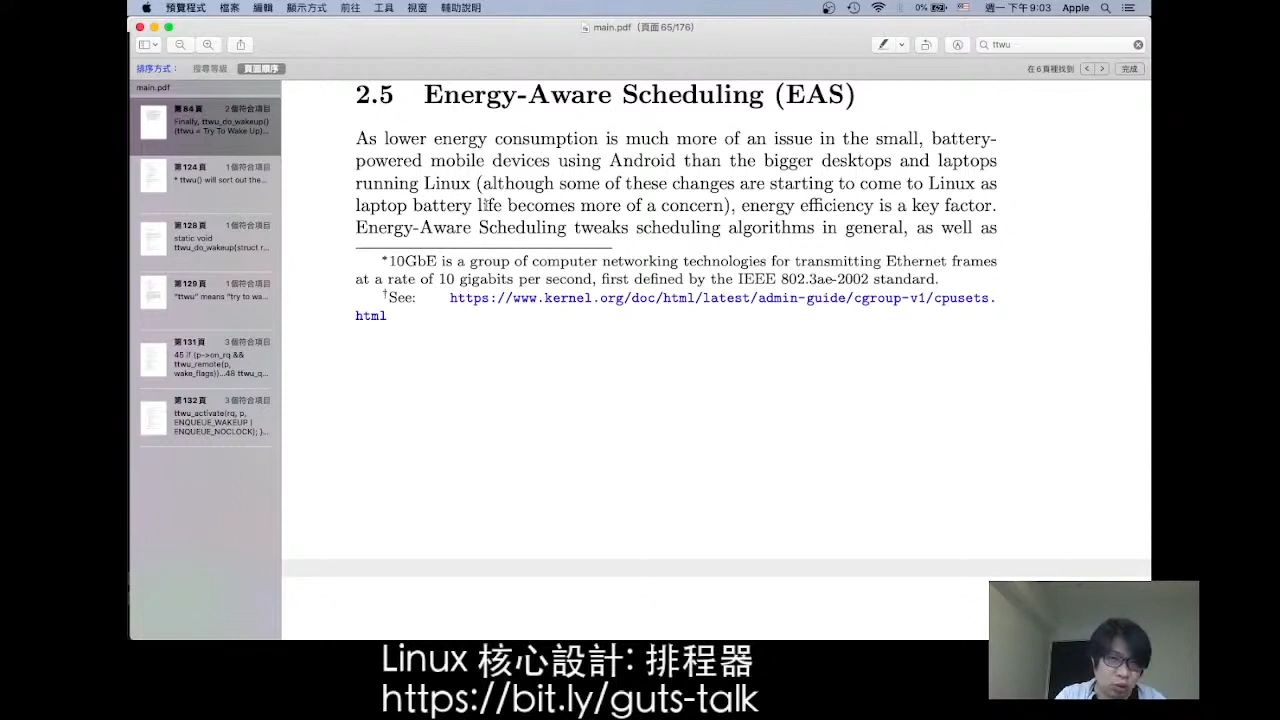 預覽程式 檔案 編輯 顯示方式 前往 工具 視窗 輔助說明 0% 週一 下午9:03 Apple
main.pdf（頁面 65/176）
ttwu
排序方式： 搜尋等級 頁面順序 在 6 頁裡找到 完成
main.pdf
第 64 頁 2 個符合項目
Finally, ttwu_do_wakeup()
(ttwu = Try To Wake Up)...
第 124 頁 1 個符合項目
* ttwu() will sort out the...
第 128 頁 1 個符合項目
static void
ttwu_do_wakeup(struct r...
第 129 頁 1 個符合項目
"ttwu" means "try to wa...
第 131 頁 3 個符合項目
45 if (p->on_rq &&
ttwu_remote(p,
wake_flags))...48 ttwu_q...
第 132 頁 3 個符合項目
ttwu_activate(rq, p,
ENQUEUE_WAKEUP |
ENQUEUE_NOCLOCK); }...
2.5 Energy-Aware Scheduling (EAS)
As lower energy consumption is much more of an issue in the small, battery-
powered mobile devices using Android than the bigger desktops and laptops
running Linux (although some of these changes are starting to come to Linux as
laptop battery life becomes more of a concern), energy efficiency is a key factor.
Energy-Aware Scheduling tweaks scheduling algorithms in general, as well as
*10GbE is a group of computer networking technologies for transmitting Ethernet frames
at a rate of 10 gigabits per second, first defined by the IEEE 802.3ae-2002 standard.
†See: https://www.kernel.org/doc/html/latest/admin-guide/cgroup-v1/cpusets.
html
Linux 核心設計: 排程器
https://bit.ly/guts-talk